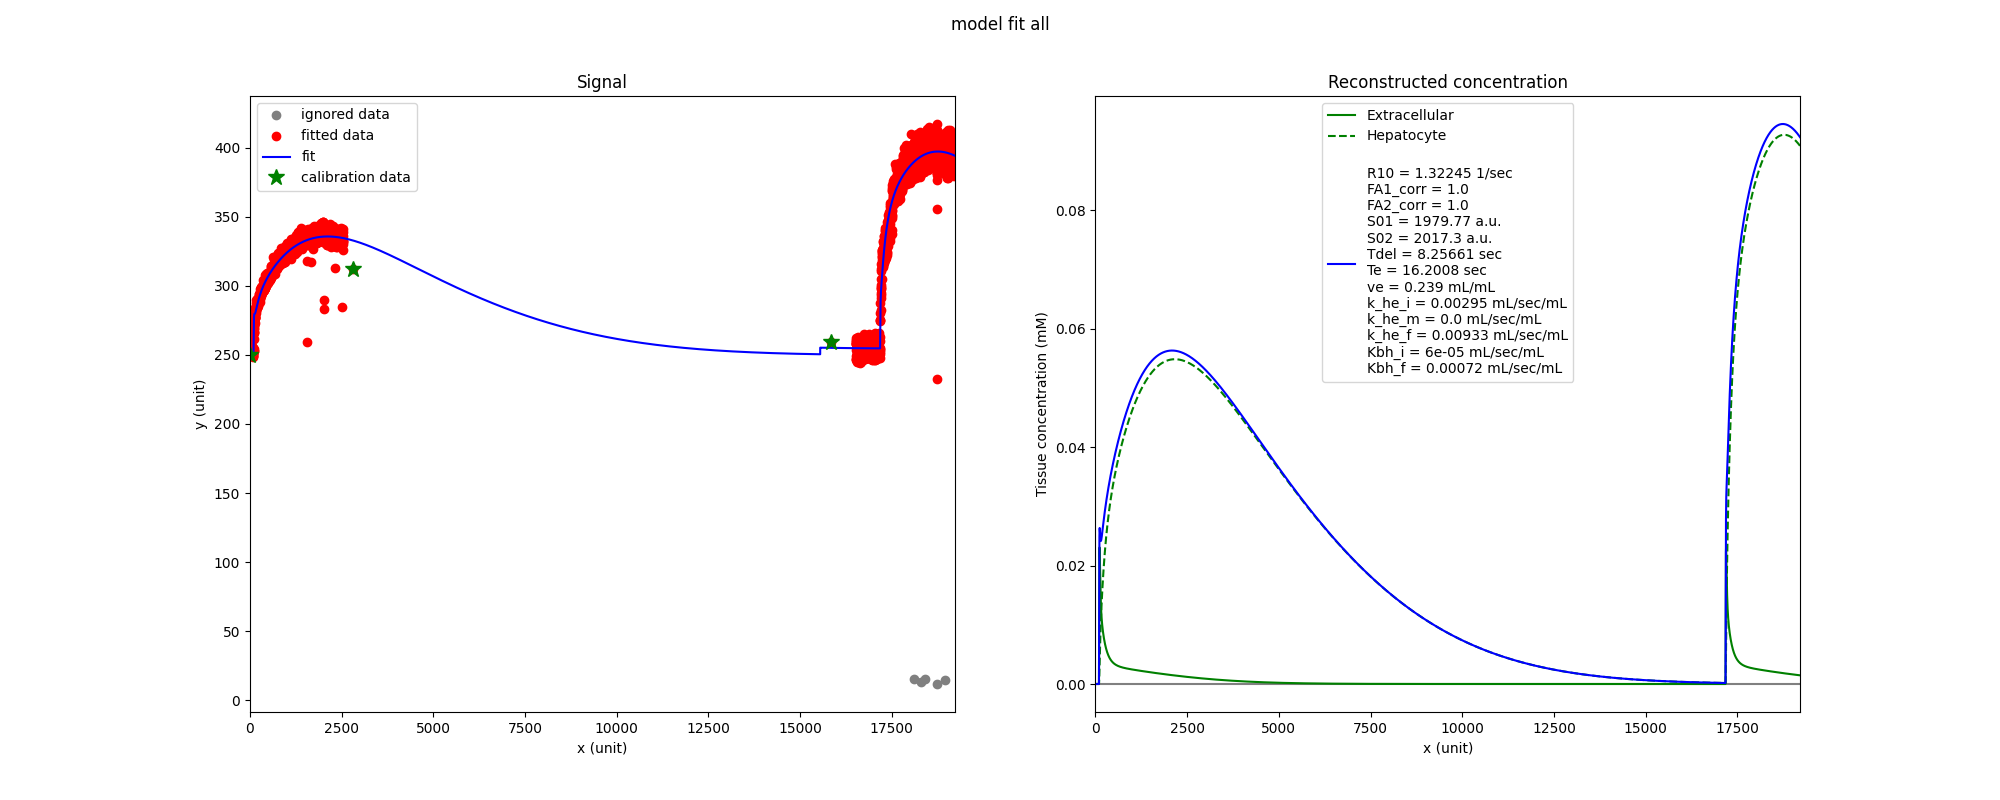 model fit all
Signal
ignored data
fitted data
fit
calibration data
y (unit)
400
350
300
250
200
150
100
50
0
0 2500 5000 7500 10000 12500 15000 17500
x (unit)
Reconstructed concentration
Extracellular
Hepatocyte
R10 = 1.32245 1/sec
FA1_corr = 1.0
FA2_corr = 1.0
S01 = 1979.77 a.u.
S02 = 2017.3 a.u.
Tdel = 8.25661 sec
Te = 16.2008 sec
ve = 0.239 mL/mL
k_he_i = 0.00295 mL/sec/mL
k_he_m = 0.0 mL/sec/mL
k_he_f = 0.00933 mL/sec/mL
Kbh_i = 6e-05 mL/sec/mL
Kbh_f = 0.00072 mL/sec/mL
Tissue concentration (mM)
0.08
0.06
0.04
0.02
0.00
0 2500 5000 7500 10000 12500 15000 17500
x (unit)